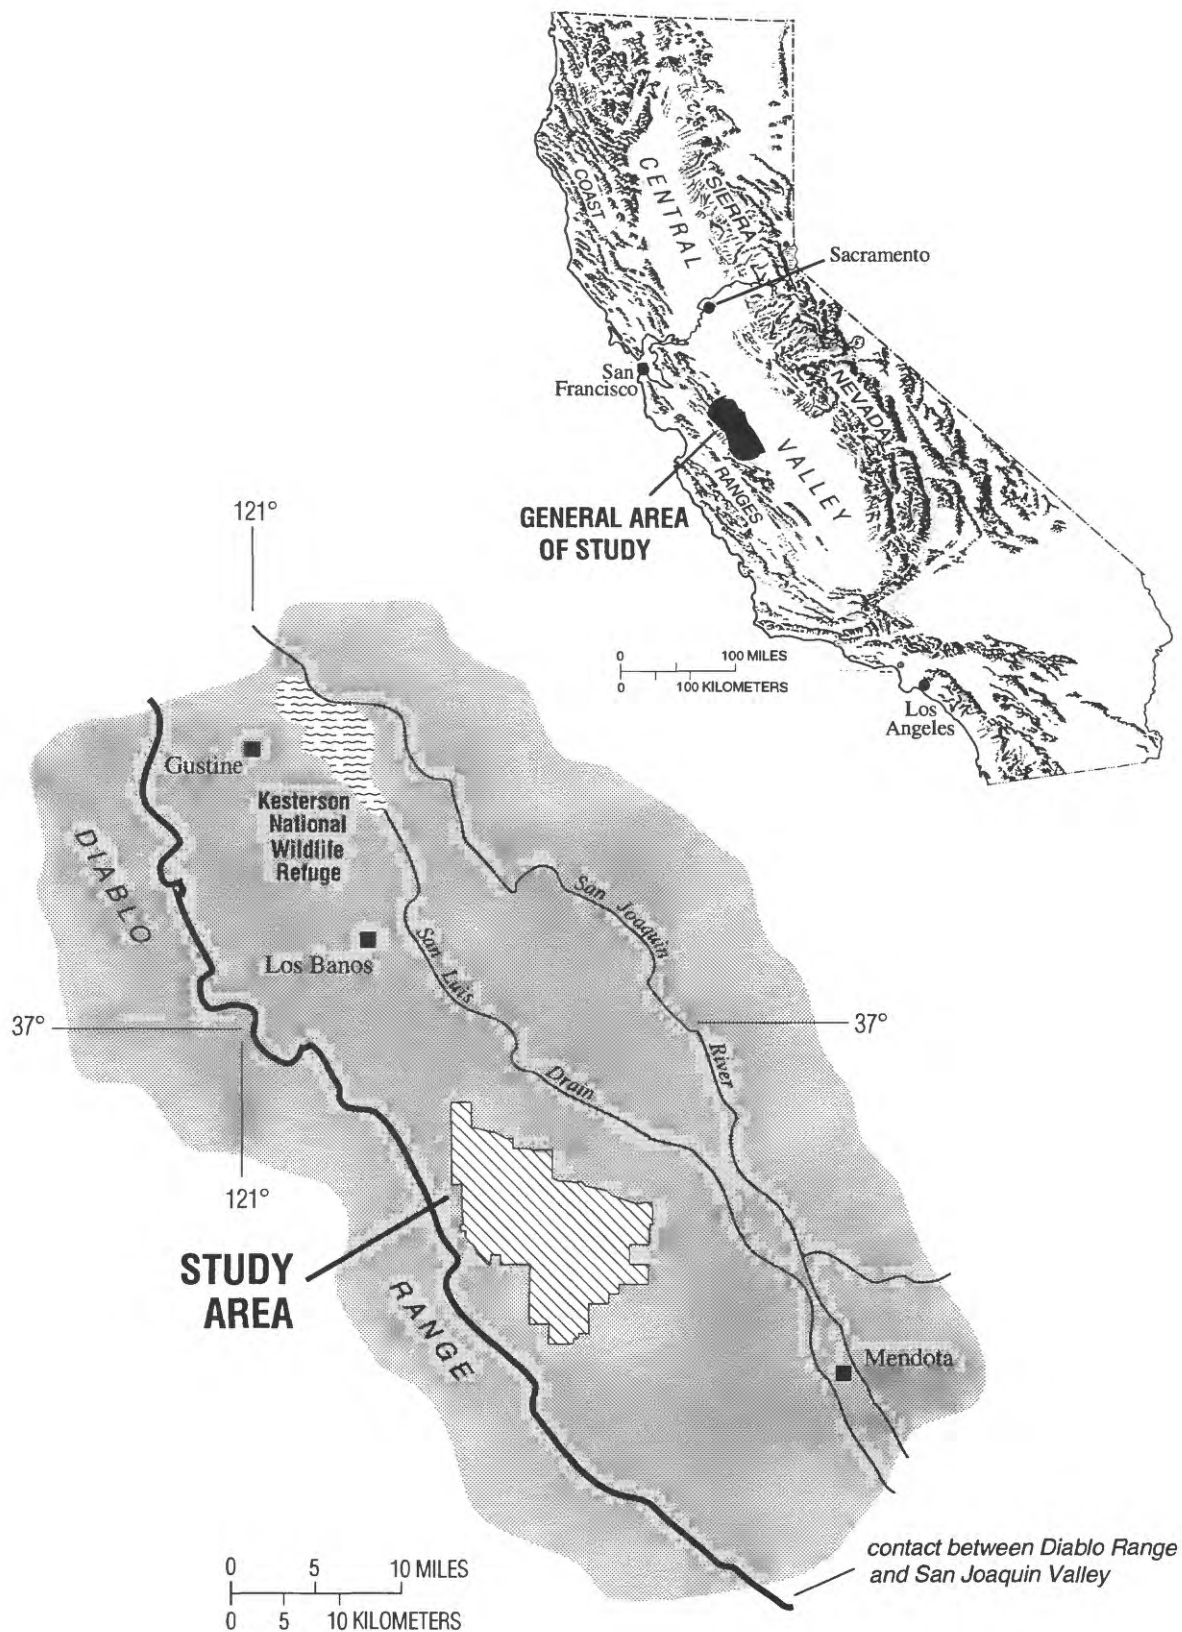 COAST
CENTRAL
SIERRA
Sacramento
San
Francisco
NEVADA
VALLEY
RANGES
GENERAL AREA
OF STUDY
0 100 MILES
0 100 KILOMETERS
Los
Angeles
121°
Gustine
Kesterson
National
Wildlife
Refuge
DIABLO
San Joaquin
San Luis
Los Banos
37°
37°
River
Drain
121°
STUDY
AREA
RANGE
Mendota
contact between Diablo Range
and San Joaquin Valley
0 5 10 MILES
0 5 10 KILOMETERS